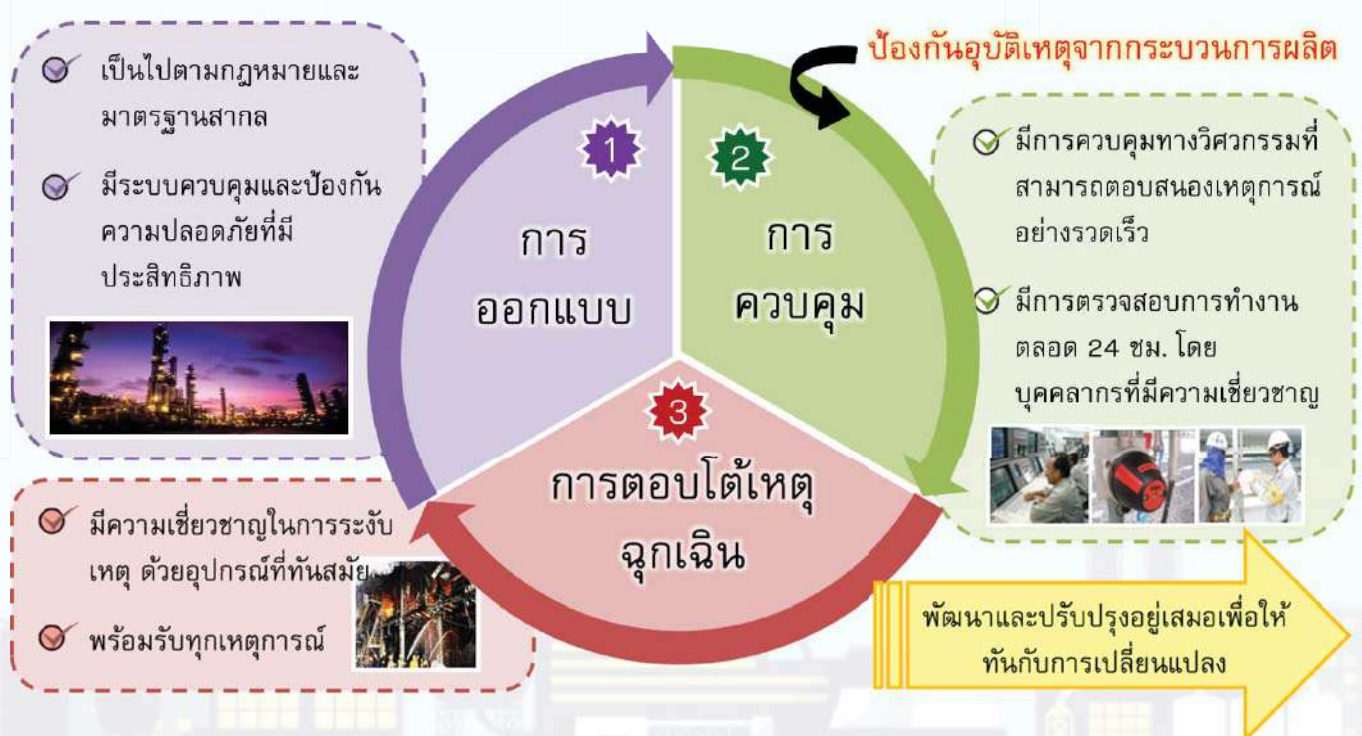 เป็นไปตามกฎหมายและ
มาตรฐานสากล
มีระบบควบคุมและป้องกัน
ความปลอดภัยที่มี
ประสิทธิภาพ
1
การ
ออกแบบ
ป้องกันอุบัติเหตุจากกระบวนการผลิต
2
การ
ควบคุม
มีการควบคุมทางวิศวกรรมที่
สามารถตอบสนองเหตุการณ์
อย่างรวดเร็ว
มีการตรวจสอบการทำงาน
ตลอด 24 ชม. โดย
บุคคลากรที่มีความเชี่ยวชาญ
3
การตอบโต้เหตุ
ฉุกเฉิน
มีความเชี่ยวชาญในการระงับ
เหตุ ด้วยอุปกรณ์ที่ทันสมัย
พร้อมรับทุกเหตุการณ์
พัฒนาและปรับปรุงอยู่เสมอเพื่อให้
ทันกับการเปลี่ยนแปลง